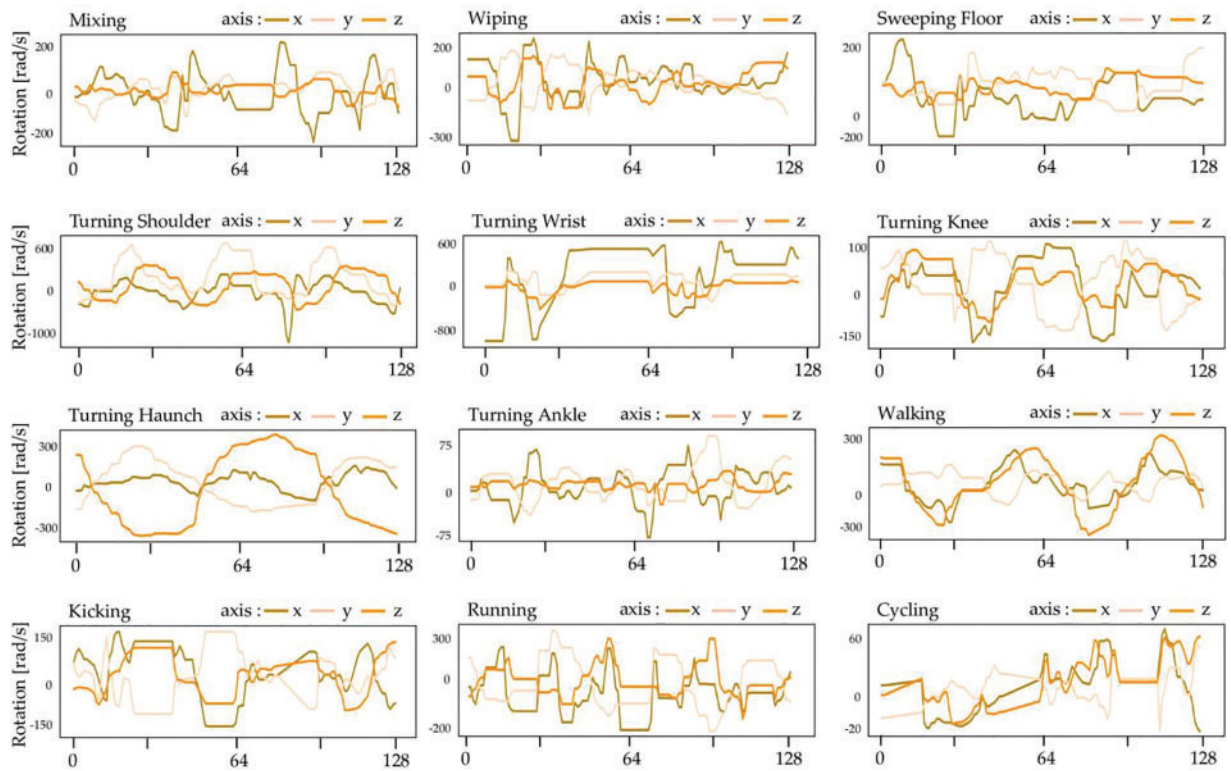 Mixing axis : x y z
Rotation [rad/s]
200
0
-200
0 64 128
Wiping axis : x y z
200
0
-300
0 64 128
Sweeping Floor axis : x y z
200
0
-200
0 64 128
Turning Shoulder axis : x y z
Rotation [rad/s]
600
0
-1000
0 64 128
Turning Wrist axis : x y z
600
0
-800
0 64 128
Turning Knee axis : x y z
100
0
-150
0 64 128
Turning Haunch axis : x y z
Rotation [rad/s]
300
0
-300
0 64 128
Turning Ankle axis : x y z
75
0
-75
0 64 128
Walking axis : x y z
300
0
-300
0 64 128
Kicking axis : x y z
Rotation [rad/s]
150
0
-150
0 64 128
Running axis : x y z
300
0
-200
0 64 128
Cycling axis : x y z
60
0
-20
0 64 128